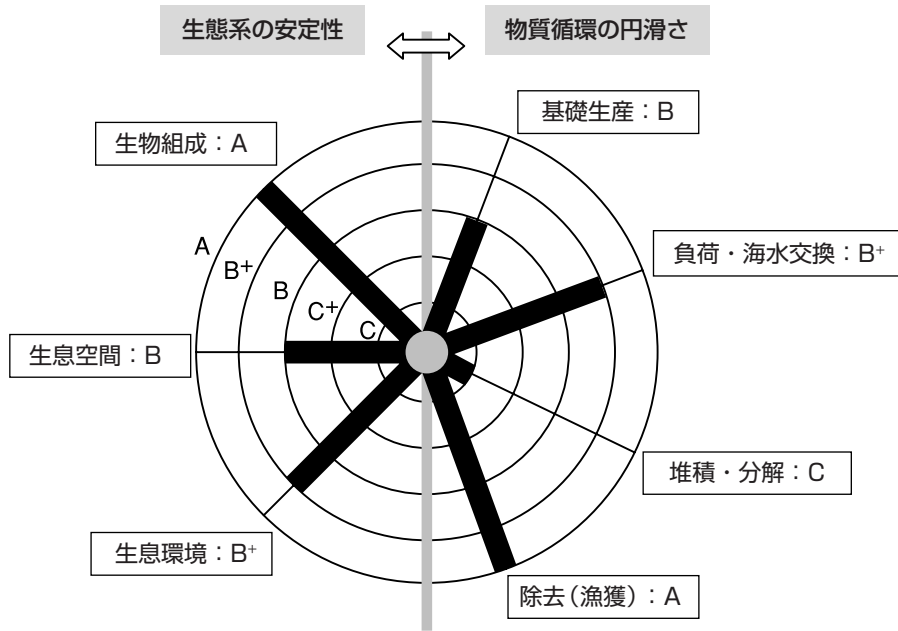 生態系の安定性
物質循環の円滑さ
基礎生産：B
生物組成：A
負荷・海水交換：B⁺
A
B⁺
B
C⁺
C
生息空間：B
堆積・分解：C
生息環境：B⁺
除去（漁獲）：A